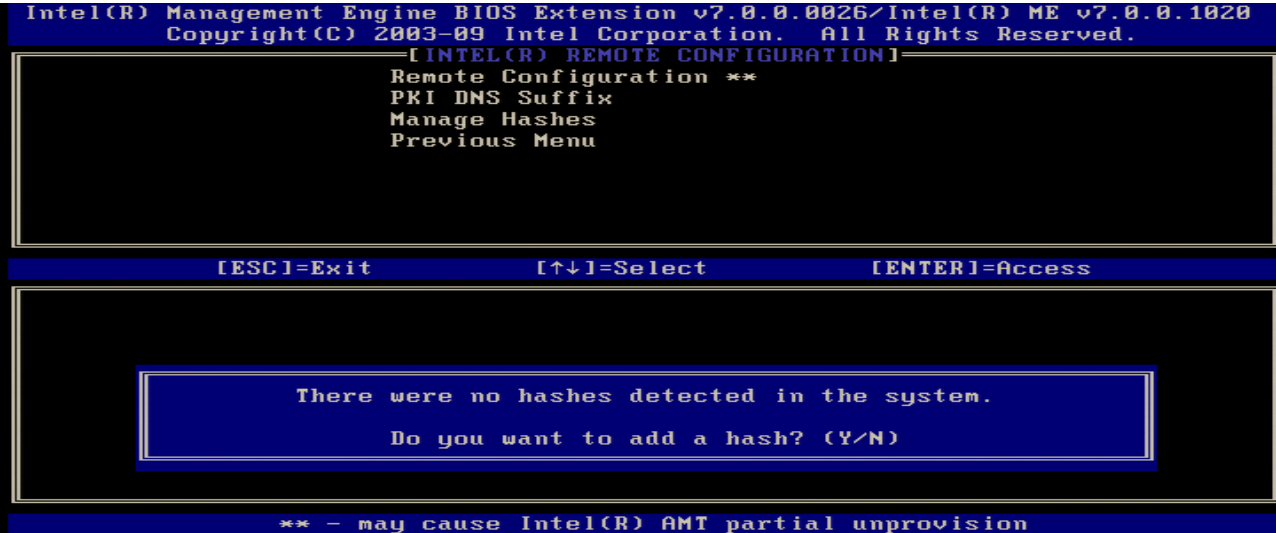 Intel(R) Management Engine BIOS Extension v7.0.0.0026/Intel(R) ME v7.0.0.1020
Copyright(C) 2003-09 Intel Corporation. All Rights Reserved.
[INTEL(R) REMOTE CONFIGURATION]
Remote Configuration **
PKI DNS Suffix
Manage Hashes
Previous Menu
[ESC]=Exit [↑↓]=Select [ENTER]=Access
There were no hashes detected in the system.
Do you want to add a hash? (Y/N)
** - may cause Intel(R) AMT partial unprovision